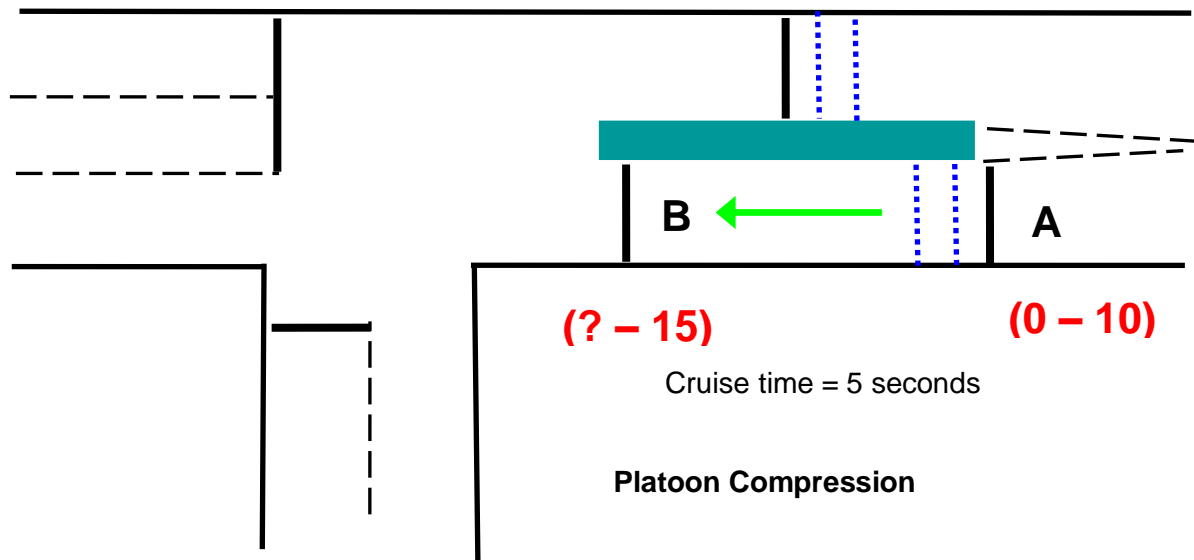 B
A
(? – 15)
(0 – 10)
Cruise time = 5 seconds
Platoon Compression